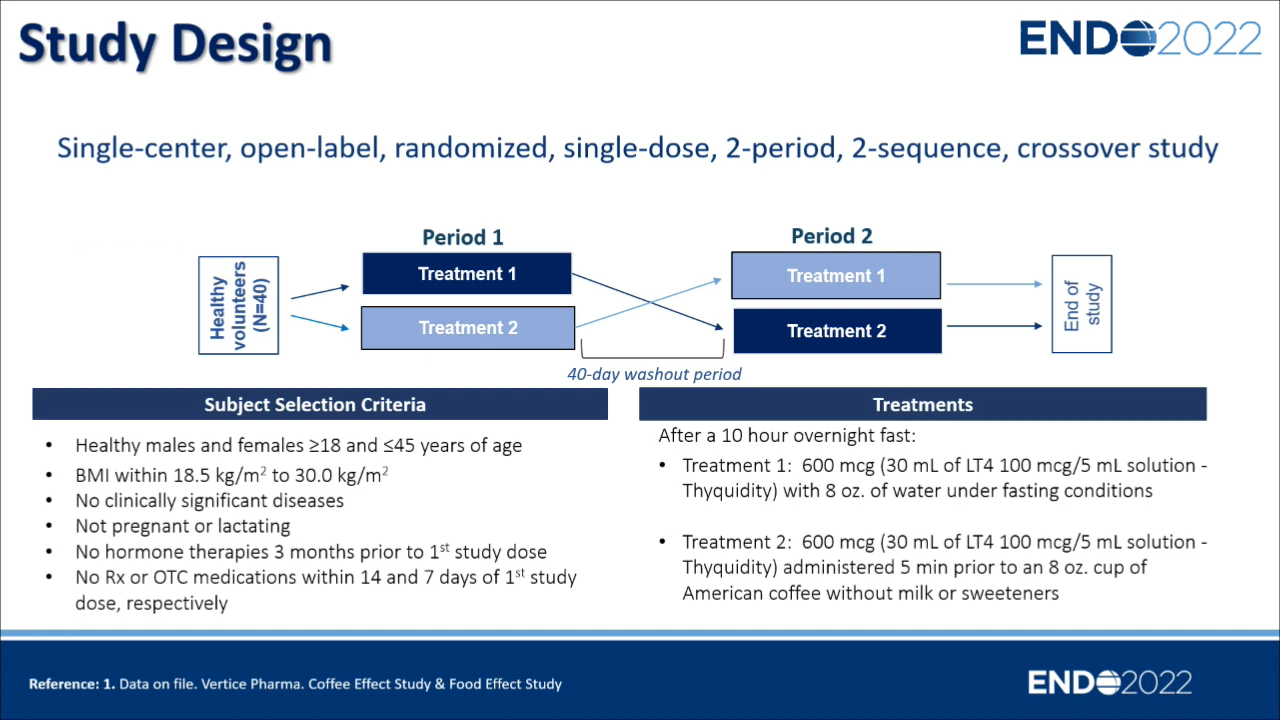 Study Design
ENDO2022
Single-center, open-label, randomized, single-dose, 2-period, 2-sequence, crossover study
Period 1
Period 2
Healthy
volunteers
(N=40)
Treatment 1
Treatment 2
Treatment 1
Treatment 2
End of
study
40-day washout period
Subject Selection Criteria
• Healthy males and females ≥18 and ≤45 years of age
• BMI within 18.5 kg/m² to 30.0 kg/m²
• No clinically significant diseases
• Not pregnant or lactating
• No hormone therapies 3 months prior to 1st study dose
• No Rx or OTC medications within 14 and 7 days of 1st study
dose, respectively
Treatments
After a 10 hour overnight fast:
• Treatment 1: 600 mcg (30 mL of LT4 100 mcg/5 mL solution -
Thyquidity) with 8 oz. of water under fasting conditions
• Treatment 2: 600 mcg (30 mL of LT4 100 mcg/5 mL solution -
Thyquidity) administered 5 min prior to an 8 oz. cup of
American coffee without milk or sweeteners
Reference: 1. Data on file. Vertice Pharma. Coffee Effect Study & Food Effect Study
ENDO2022